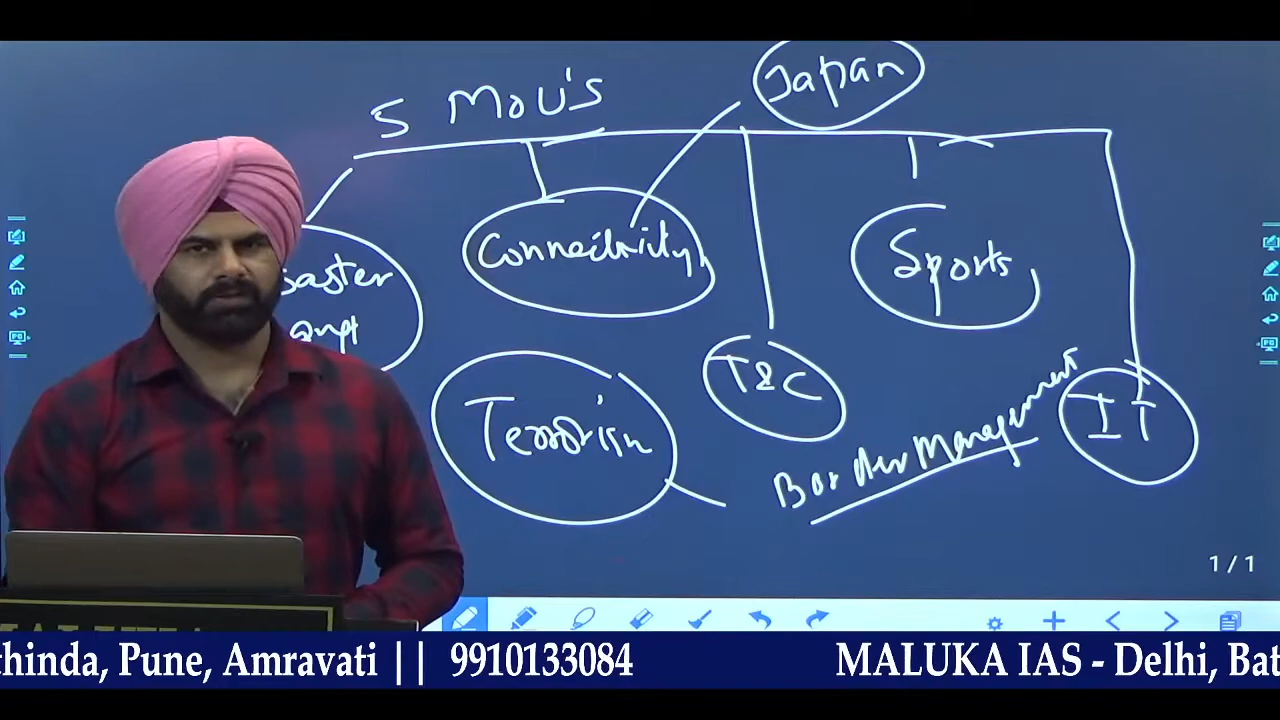 5 MoU's
Japan
saster
Connectivity
Sports
T&C
IT
Terrorism
Border Management
1/1
thinda, Pune, Amravati || 9910133084
MALUKA IAS - Delhi, Bat